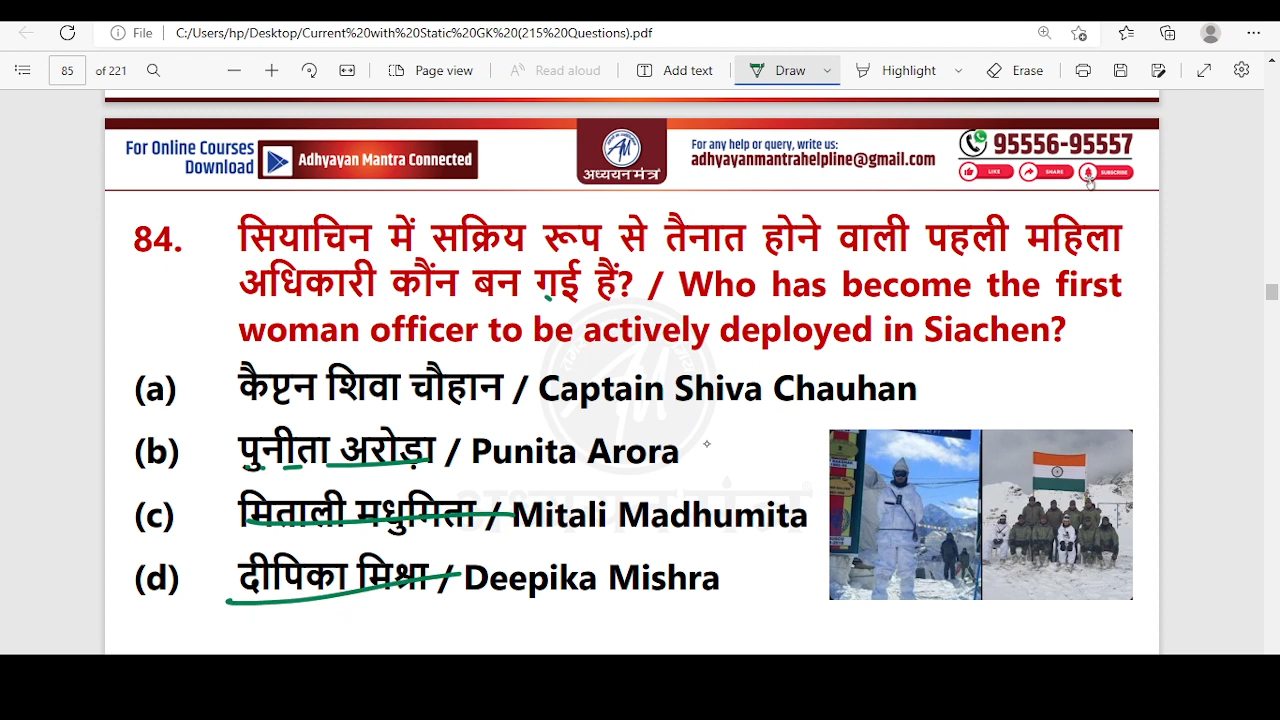 File
C:/Users/hp/Desktop/Current%20with%20Static%20GK%20(215%20Questions).pdf
85 of 221 Page view Read aloud Add text Draw Highlight Erase
For Online Courses
Download
Adhyayan Mantra Connected
अध्ययन मंत्र
For any help or query, write us:
adhyayanmantrahelpline@gmail.com
95556-95557
LIKE SHARE SUBSCRIBE
84. सियाचिन में सक्रिय रूप से तैनात होने वाली पहली महिला
अधिकारी कौंन बन गई हैं? / Who has become the first
woman officer to be actively deployed in Siachen?
(a) कैप्टन शिवा चौहान / Captain Shiva Chauhan
(b) पुनीता अरोड़ा / Punita Arora
(c) मिताली मधुमिता / Mitali Madhumita
(d) दीपिका मिश्रा / Deepika Mishra